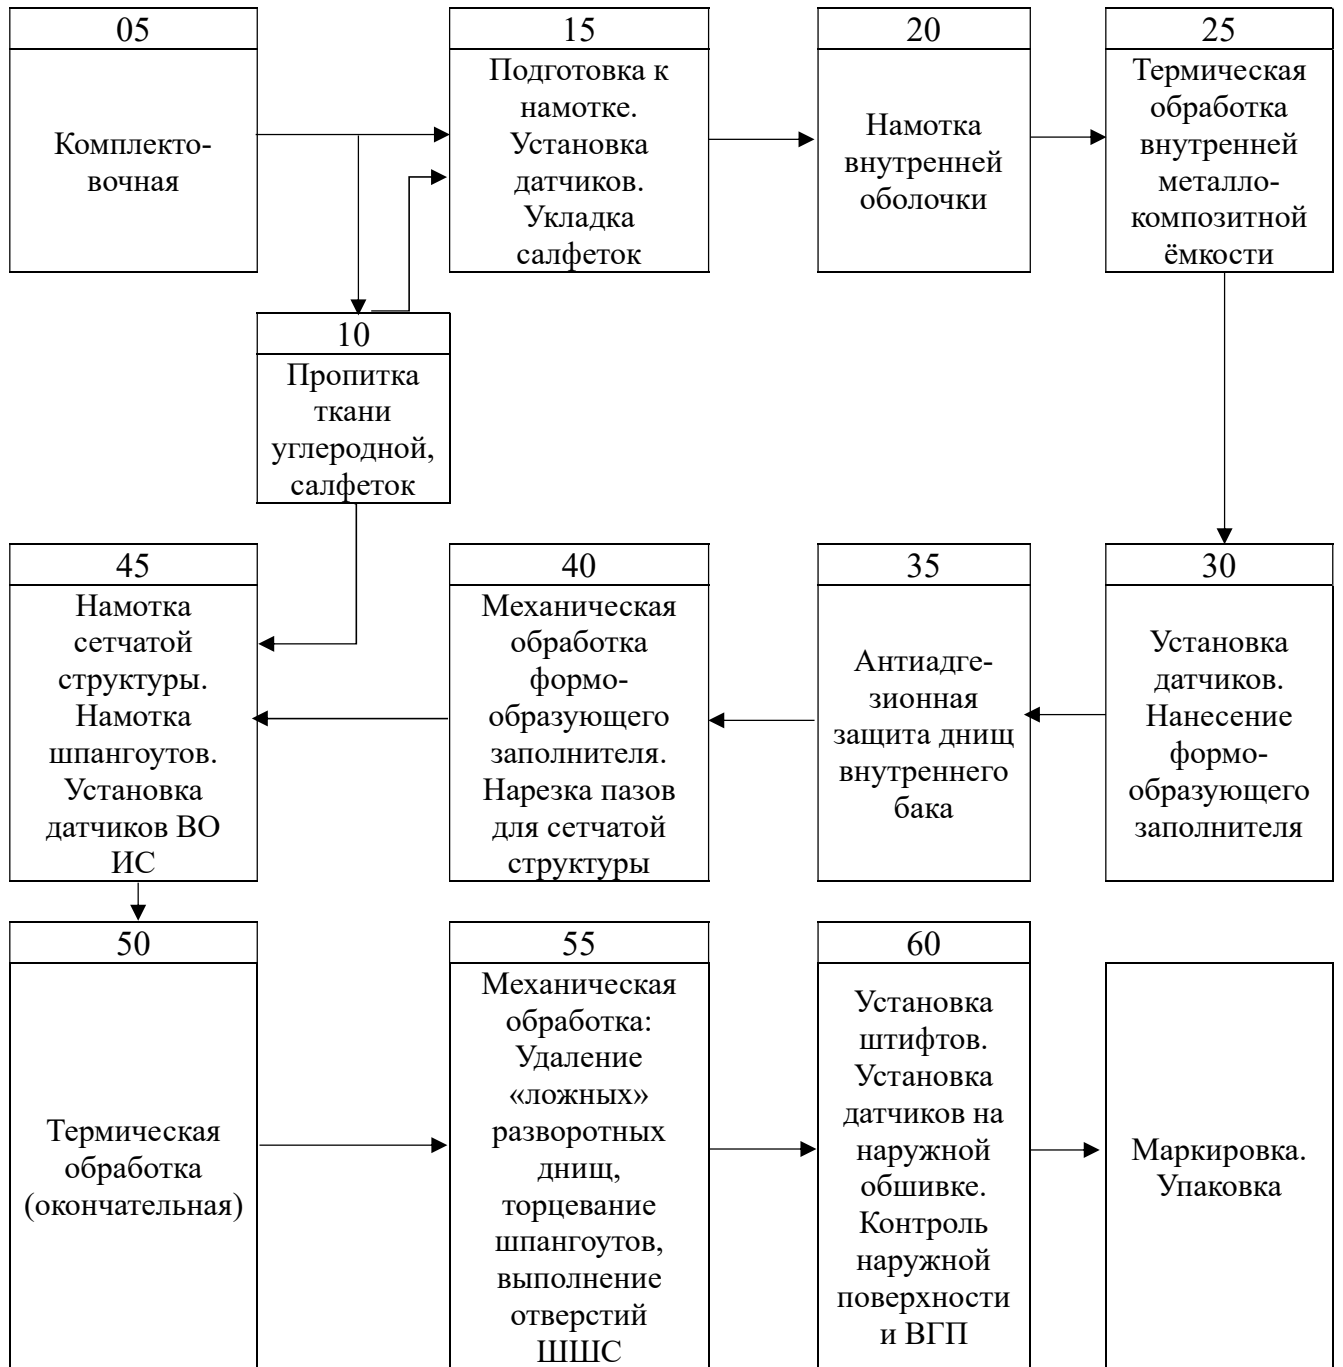 05
Комплекто-
вочная
15
Подготовка к
намотке.
Установка
датчиков.
Укладка
салфеток
20
Намотка
внутренней
оболочки
25
Термическая
обработка
внутренней
металло-
композитной
ёмкости
10
Пропитка
ткани
углеродной,
салфеток
45
Намотка
сетчатой
структуры.
Намотка
шпангоутов.
Установка
датчиков ВО
ИС
40
Механическая
обработка
формо-
образующего
заполнителя.
Нарезка пазов
для сетчатой
структуры
35
Антиадге-
зионная
защита днищ
внутреннего
бака
30
Установка
датчиков.
Нанесение
формо-
образующего
заполнителя
50
Термическая
обработка
(окончательная)
55
Механическая
обработка:
Удаление
«ложных»
разворотных
днищ,
торцевание
шпангоутов,
выполнение
отверстий
ШШС
60
Установка
штифтов.
Установка
датчиков на
наружной
обшивке.
Контроль
наружной
поверхности
и ВГП
Маркировка.
Упаковка